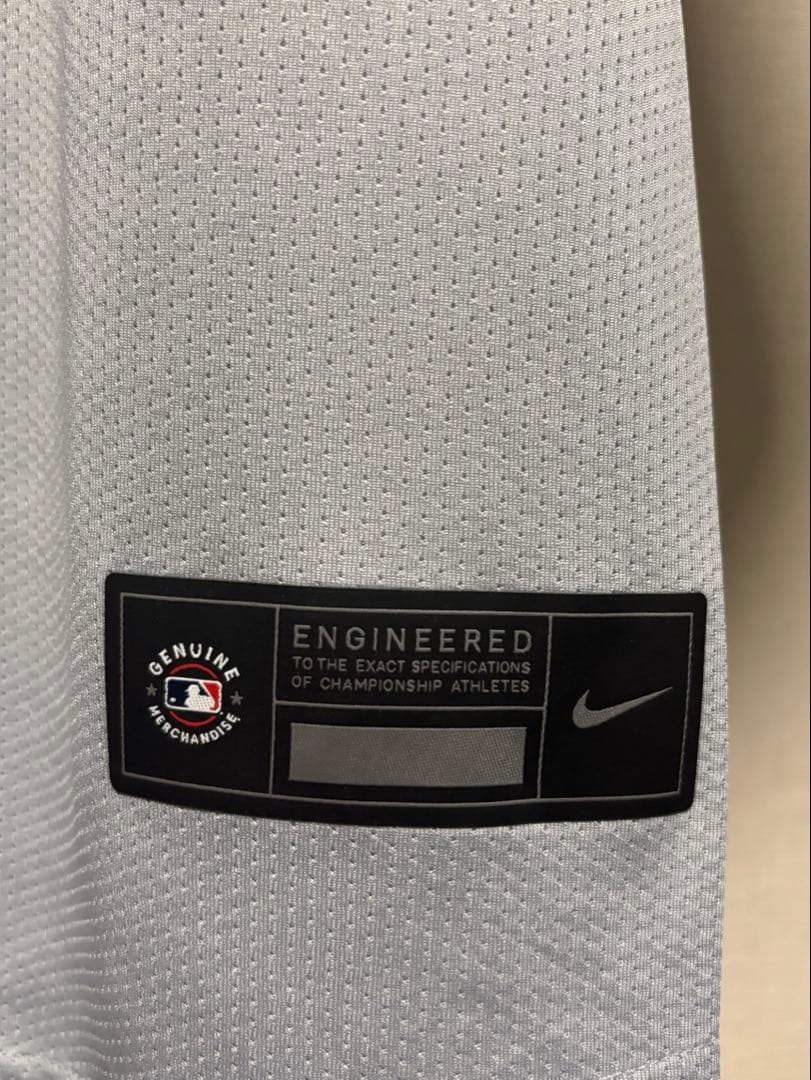 GENUINE
MERCHANDISE
ENGINEERED
TO THE EXACT SPECIFICATIONS
OF CHAMPIONSHIP ATHLETES